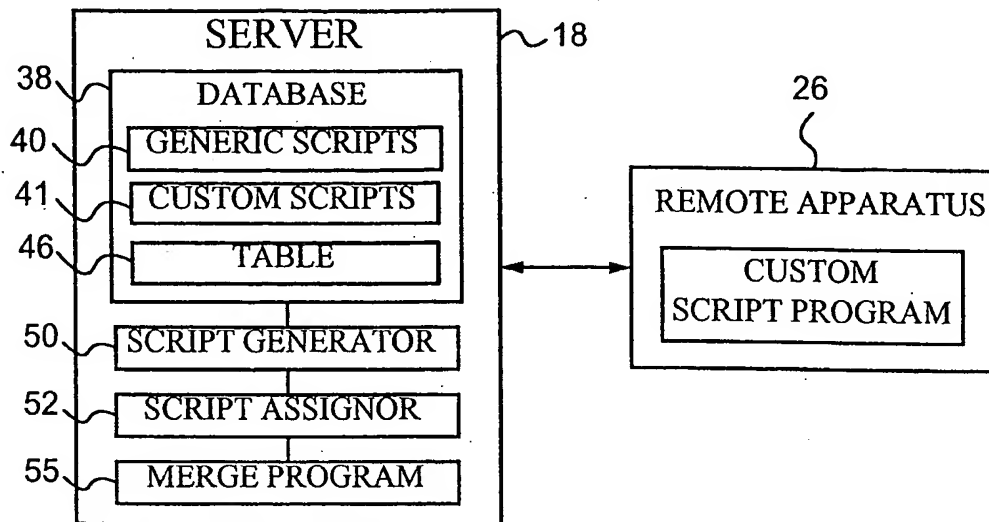 SERVER
18
38
DATABASE
40
GENERIC SCRIPTS
41
CUSTOM SCRIPTS
46
TABLE
50
SCRIPT GENERATOR
52
SCRIPT ASSIGNOR
55
MERGE PROGRAM
26
REMOTE APPARATUS
CUSTOM
SCRIPT PROGRAM